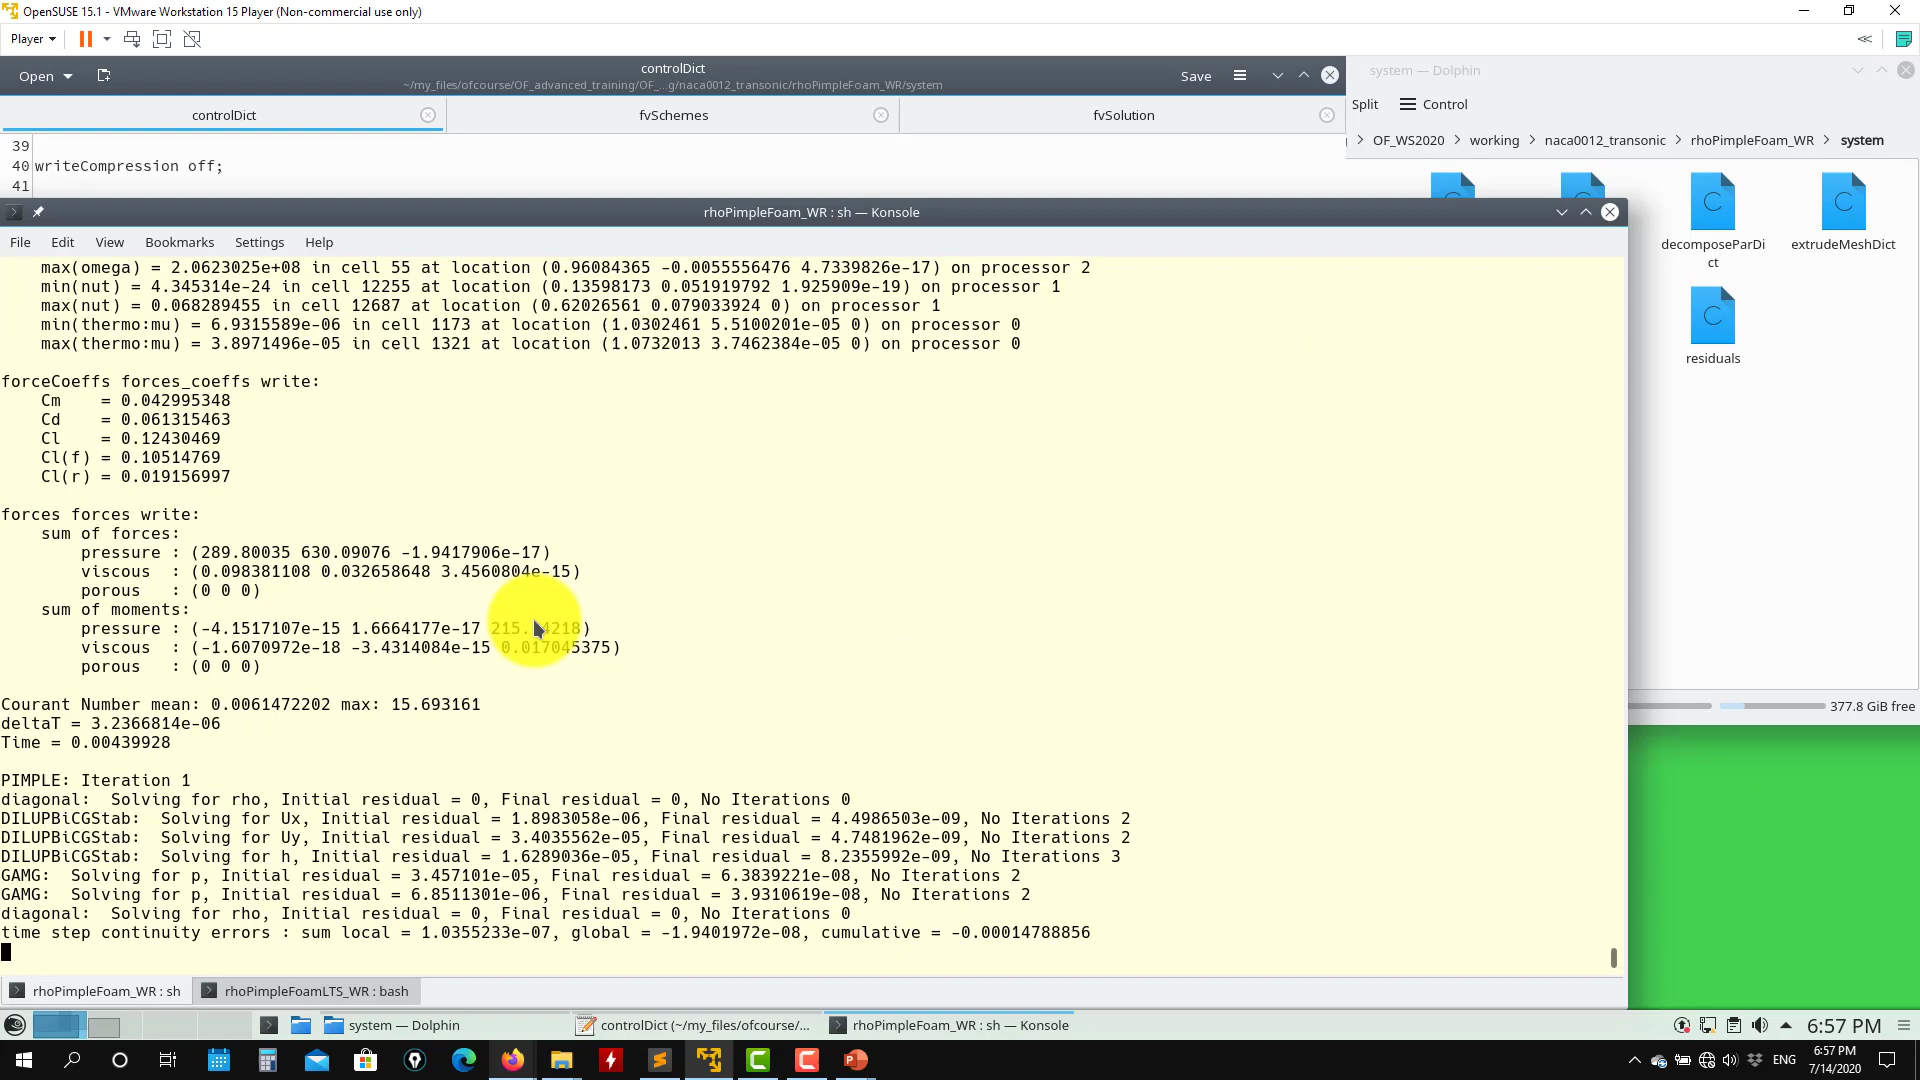 OpenSUSE 15.1 - VMware Workstation 15 Player (Non-commercial use only)
Player
Open
controlDict
~/my_files/ofcourse/OF_advanced_training/OF_...g/naca0012_transonic/rhoPimpleFoam_WR/system
Save
system — Dolphin
controlDict
fvSchemes
fvSolution
Split
Control
OF_WS2020 > working > naca0012_transonic > rhoPimpleFoam_WR > system
39
40 writeCompression off;
41
decomposeParDi
ct
extrudeMeshDict
residuals
377.8 GiB free
rhoPimpleFoam_WR : sh — Konsole
File Edit View Bookmarks Settings Help
max(omega) = 2.0623025e+08 in cell 55 at location (0.96084365 -0.0055556476 4.7339826e-17) on processor 2
min(nut) = 4.345314e-24 in cell 12255 at location (0.13598173 0.051919792 1.925909e-19) on processor 1
max(nut) = 0.068289455 in cell 12687 at location (0.62026561 0.079033924 0) on processor 1
min(thermo:mu) = 6.9315589e-06 in cell 1173 at location (1.0302461 5.5100201e-05 0) on processor 0
max(thermo:mu) = 3.8971496e-05 in cell 1321 at location (1.0732013 3.7462384e-05 0) on processor 0
forceCoeffs forces_coeffs write:
Cm = 0.042995348
Cd = 0.061315463
Cl = 0.12430469
Cl(f) = 0.10514769
Cl(r) = 0.019156997
forces forces write:
sum of forces:
pressure : (289.80035 630.09076 -1.9417906e-17)
viscous : (0.098381108 0.032658648 3.4560804e-15)
porous : (0 0 0)
sum of moments:
pressure : (-4.1517107e-15 1.6664177e-17
viscous : (-1.6070972e-18 -3.4314084e-15 0.017045375)
porous : (0 0 0)
Courant Number mean: 0.0061472202 max: 15.693161
deltaT = 3.2366814e-06
Time = 0.00439928
PIMPLE: Iteration 1
diagonal: Solving for rho, Initial residual = 0, Final residual = 0, No Iterations 0
DILUPBiCGStab: Solving for Ux, Initial residual = 1.8983058e-06, Final residual = 4.4986503e-09, No Iterations 2
DILUPBiCGStab: Solving for Uy, Initial residual = 3.4035562e-05, Final residual = 4.7481962e-09, No Iterations 2
DILUPBiCGStab: Solving for h, Initial residual = 1.6289036e-05, Final residual = 8.2355992e-09, No Iterations 3
GAMG: Solving for p, Initial residual = 3.457101e-05, Final residual = 6.3839221e-08, No Iterations 2
GAMG: Solving for p, Initial residual = 6.8511301e-06, Final residual = 3.9310619e-08, No Iterations 2
diagonal: Solving for rho, Initial residual = 0, Final residual = 0, No Iterations 0
time step continuity errors : sum local = 1.0355233e-07, global = -1.9401972e-08, cumulative = -0.00014788856
rhoPimpleFoam_WR : sh
rhoPimpleFoamLTS_WR : bash
system — Dolphin
controlDict (~/my_files/ofcourse/...
rhoPimpleFoam_WR : sh — Konsole
6:57 PM
ENG
6:57 PM
7/14/2020